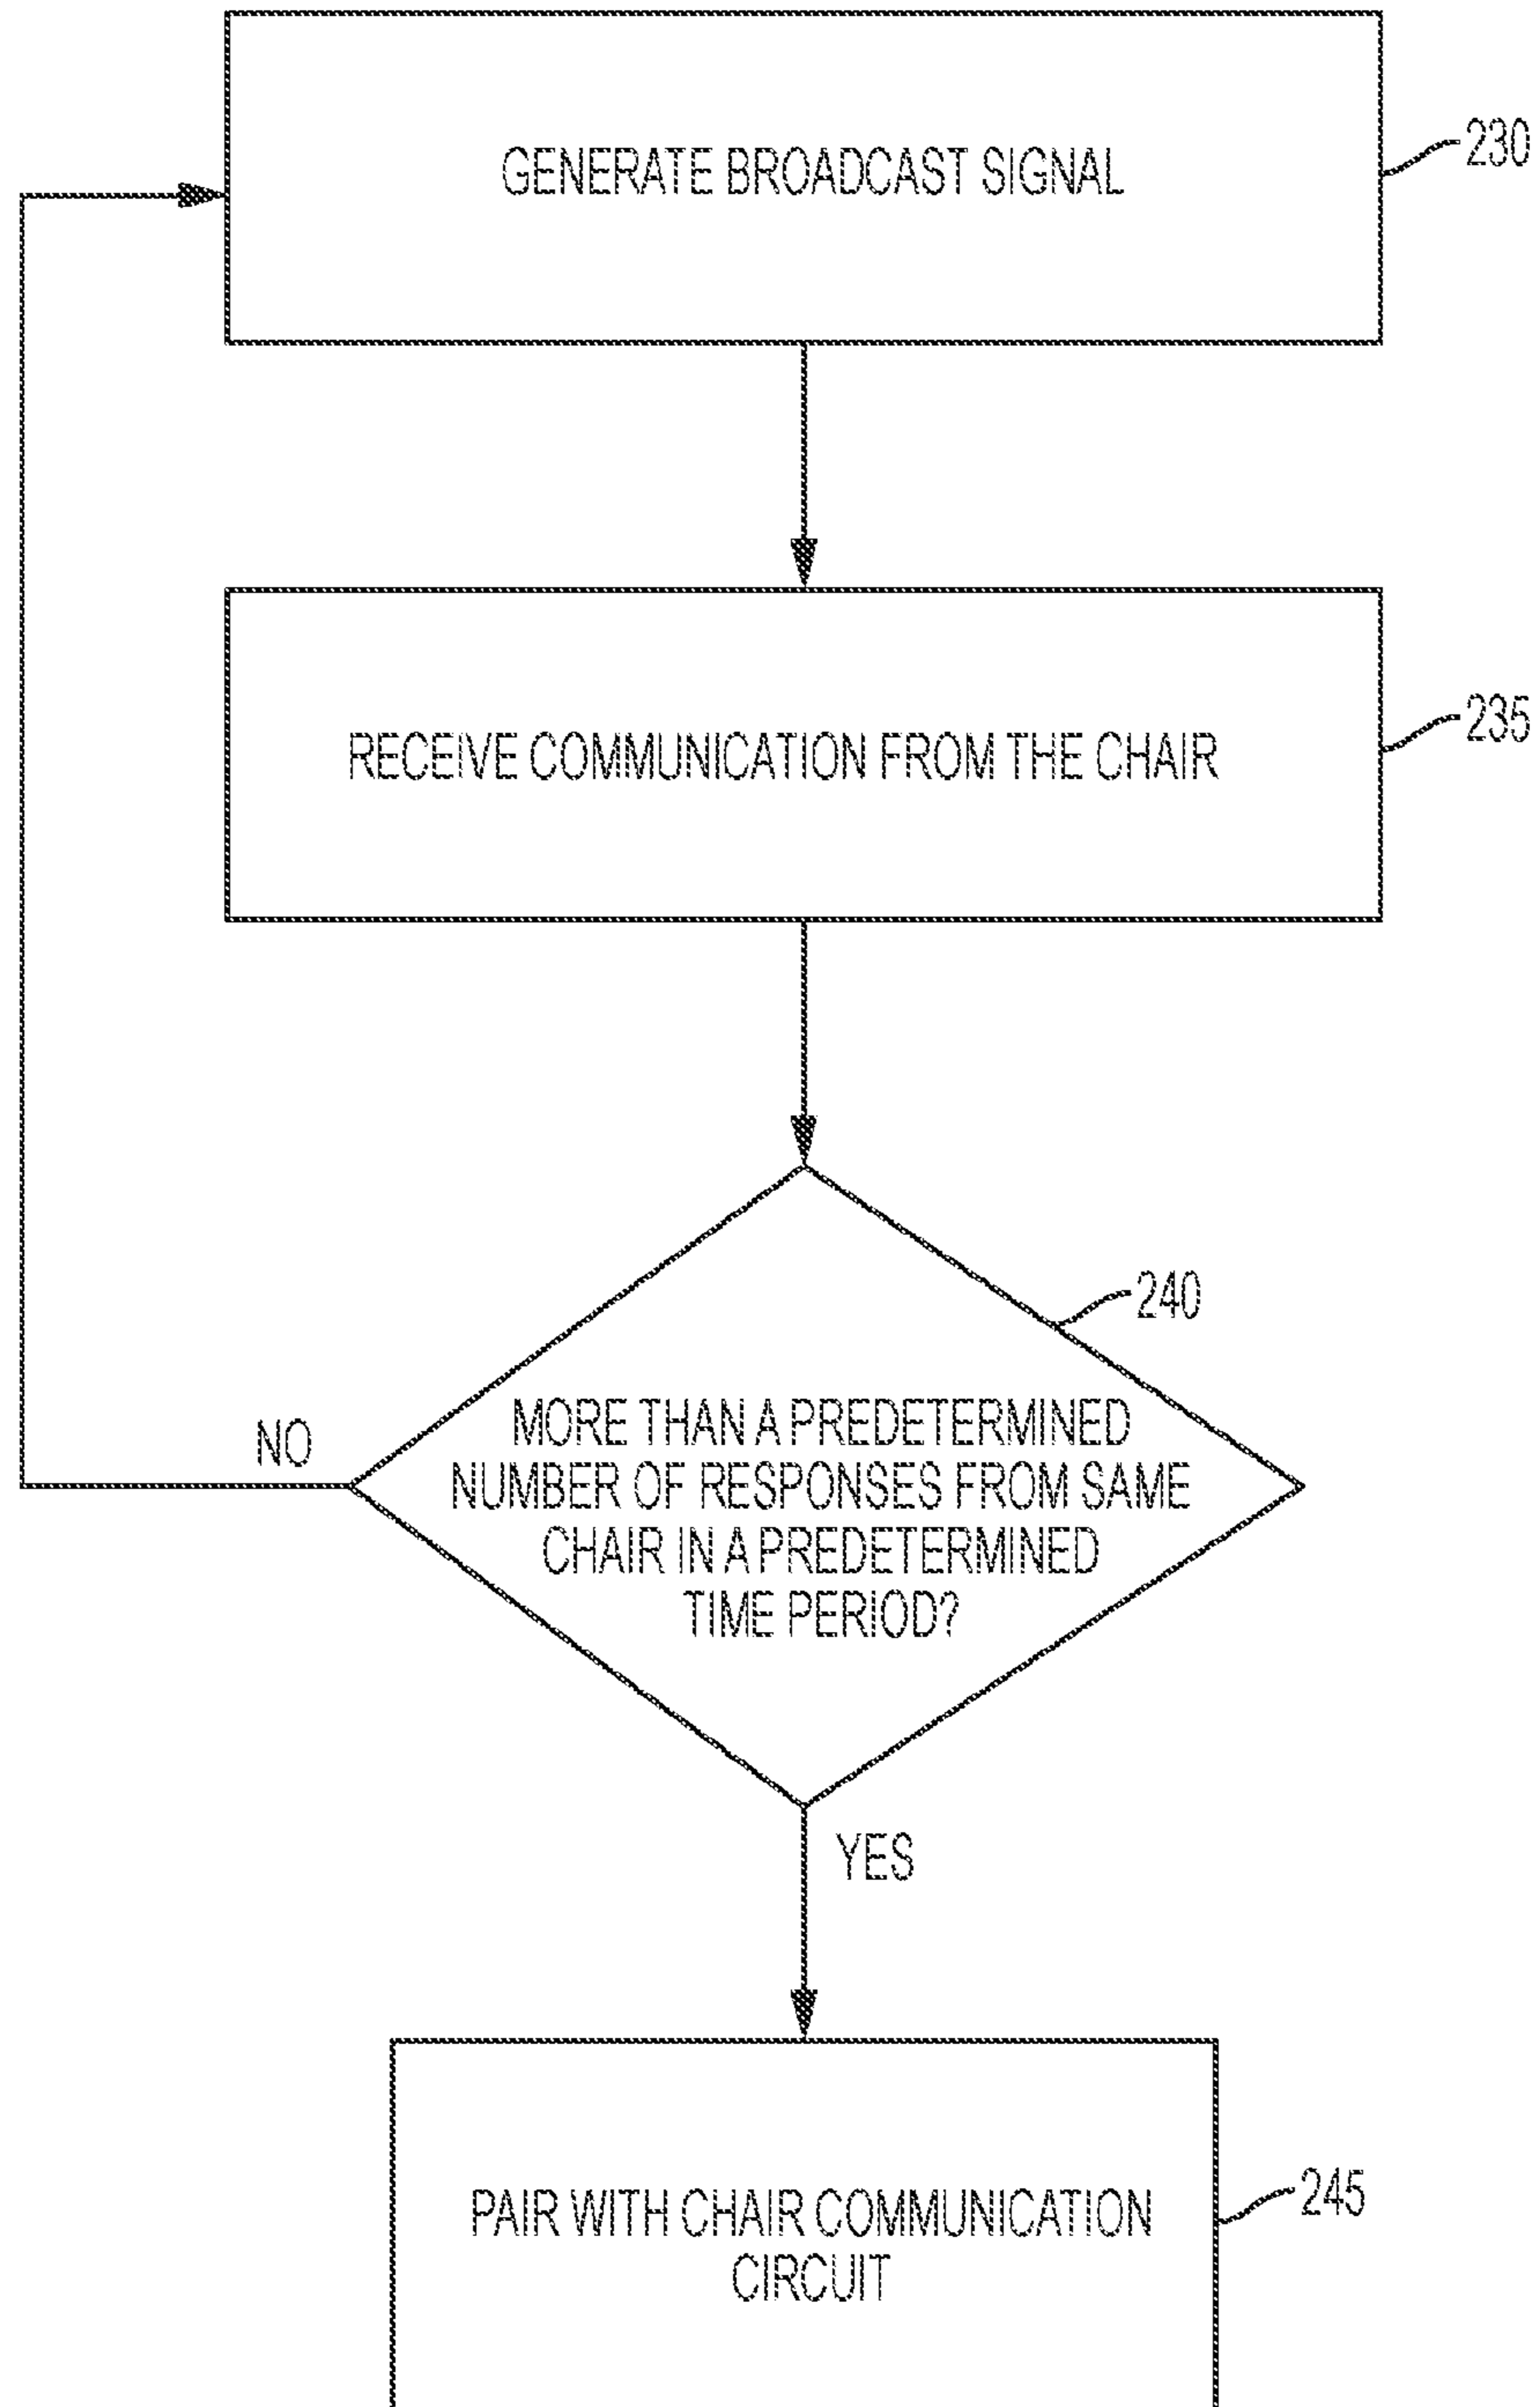 GENERATE BROADCAST SIGNAL
230
RECEIVE COMMUNICATION FROM THE CHAIR
235
240
MORE THAN A PREDETERMINED
NUMBER OF RESPONSES FROM SAME
CHAIR IN A PREDETERMINED
TIME PERIOD?
NO
YES
PAIR WITH CHAIR COMMUNICATION
CIRCUIT
245